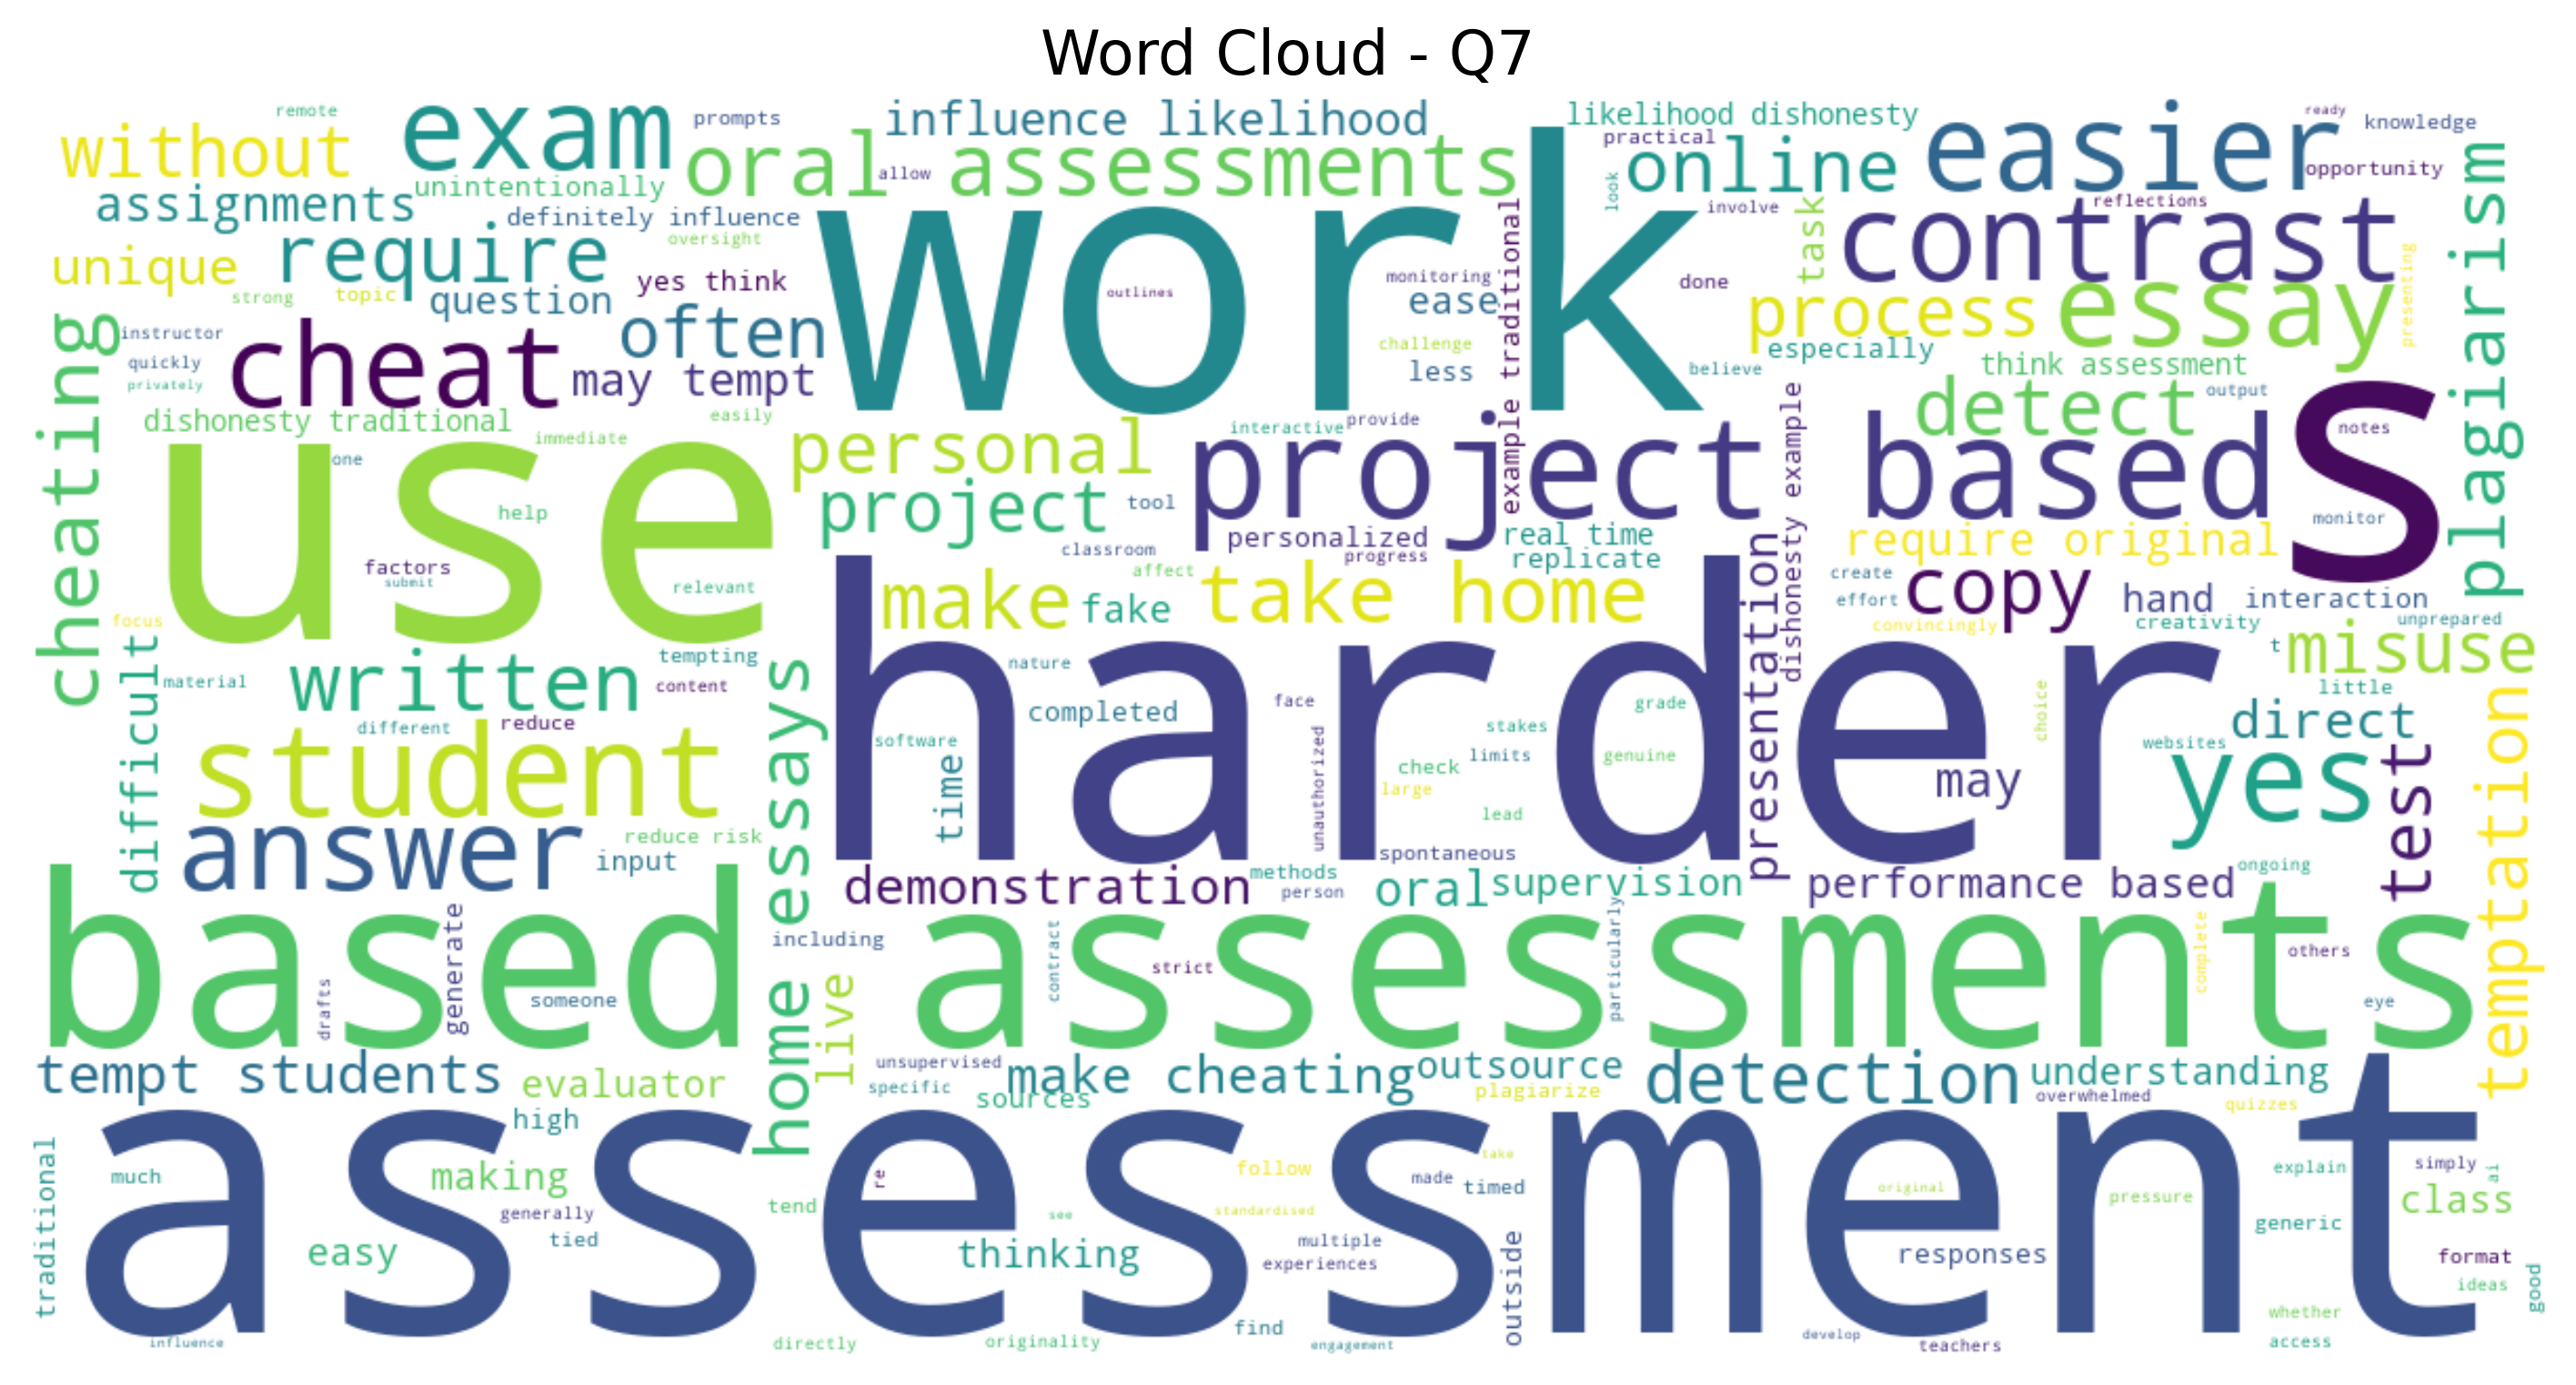 Word Cloud - Q7
remote
exam
prompts
influence likelihood
likelihood dishonesty
ready
without
practical
easier
knowledge
oral assessments
allow
online
opportunity
unintentionally
assignments
look
work
definitely influence
involve
reflections
require
oversight
task
contrast
plagiarism
unique
yes think
monitoring
done
presenting
strong
topic
question
outlines
ease
process
essay
example traditional
cheating
instructor
cheat
often
challenge
especially
quickly
may tempt
less
believe
think assessment
privately
detect
output
dishonesty traditional
easily
interactive
provide
dishonesty example
immediate
use
one
personal
project
based
s
notes
help
project
tool
monitor
personalized
real time
require original
classroom
progress
replicate
factors
submit
relevant
affect
make
fake
take home
create
copy
hand
interaction
effort
focus
convincingly
creativity
unprepared
t
misuse
difficult
written
tempting
nature
harder
presentation
material
content
completed
face
grade
choice
little
different
reduce
software
stakes
direct
student
time
unauthorized
check
limits
genuine
websites
large
may
yes
test
temptation
home essays
lead
answer
reduce risk
input
spontaneous
demonstration
methods
person
oral
supervision
performance based
ongoing
based assessments
generate
including
contract
strict
particularly
complete
others
drafts
someone
live
eye
tempt students
evaluator
unsupervised
specific
sources
make cheating
outsource
plagiarize
detection
understanding
overwhelmed
quizzes
high
assessment
traditional
much
making
re
follow
made
take
timed
original
pressure
explain
simply
ai
class
generally
tend
see
standardised
tied
easy
thinking
multiple
experiences
outside
responses
generic
format
ideas
good
influence
directly
originality
find
engagement
develop
teachers
whether
access